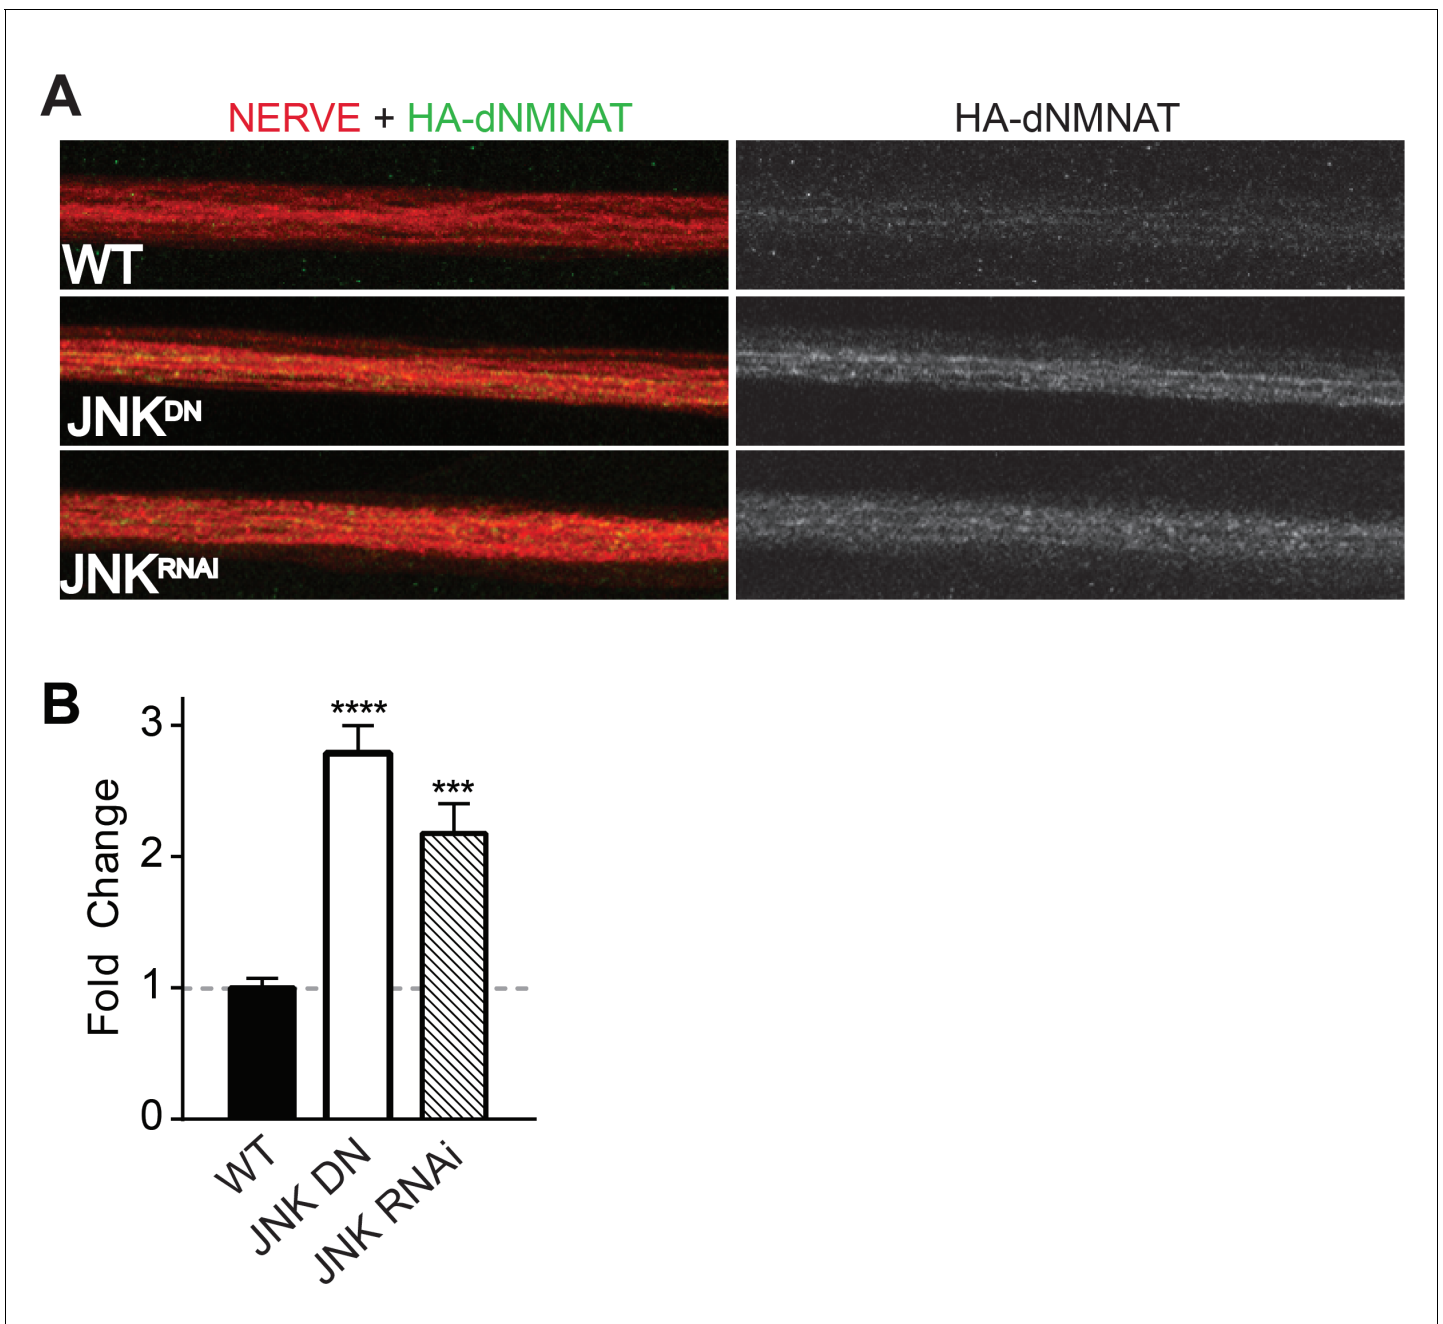 A
NERVE + HA-dNMNAT
HA-dNMNAT
WT
JNKDN
JNKRNAI
B
Fold Change
3
2
1
0
****
***
WT
JNK DN
JNK RNAi